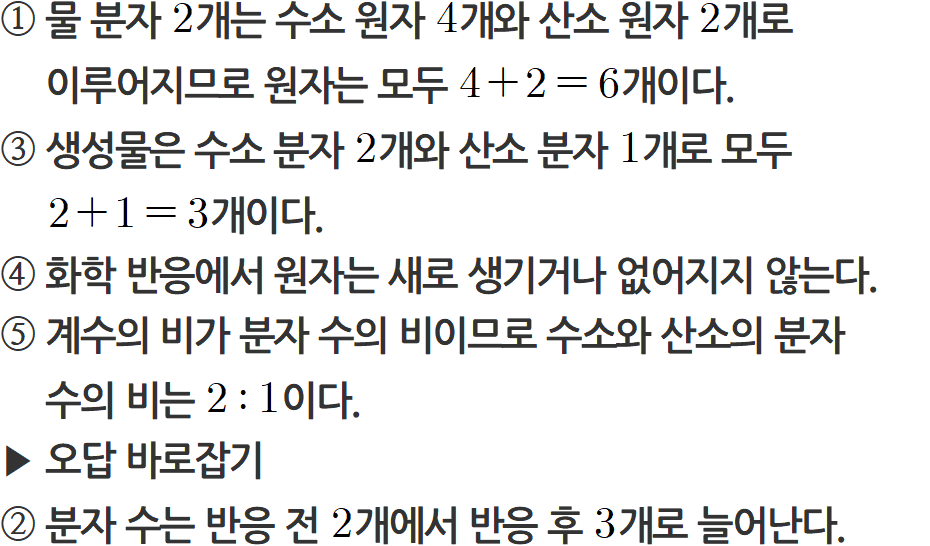 ① 물 분자 2개는 수소 원자 4개와 산소 원자 2개로
이루어지므로 원자는 모두 4+2=6개이다.
③ 생성물은 수소 분자 2개와 산소 분자 1개로 모두
2+1=3개이다.
④ 화학 반응에서 원자는 새로 생기거나 없어지지 않는다.
⑤ 계수의 비가 분자 수의 비이므로 수소와 산소의 분자
수의 비는 2:1이다.
▶ 오답 바로잡기
② 분자 수는 반응 전 2개에서 반응 후 3개로 늘어난다.